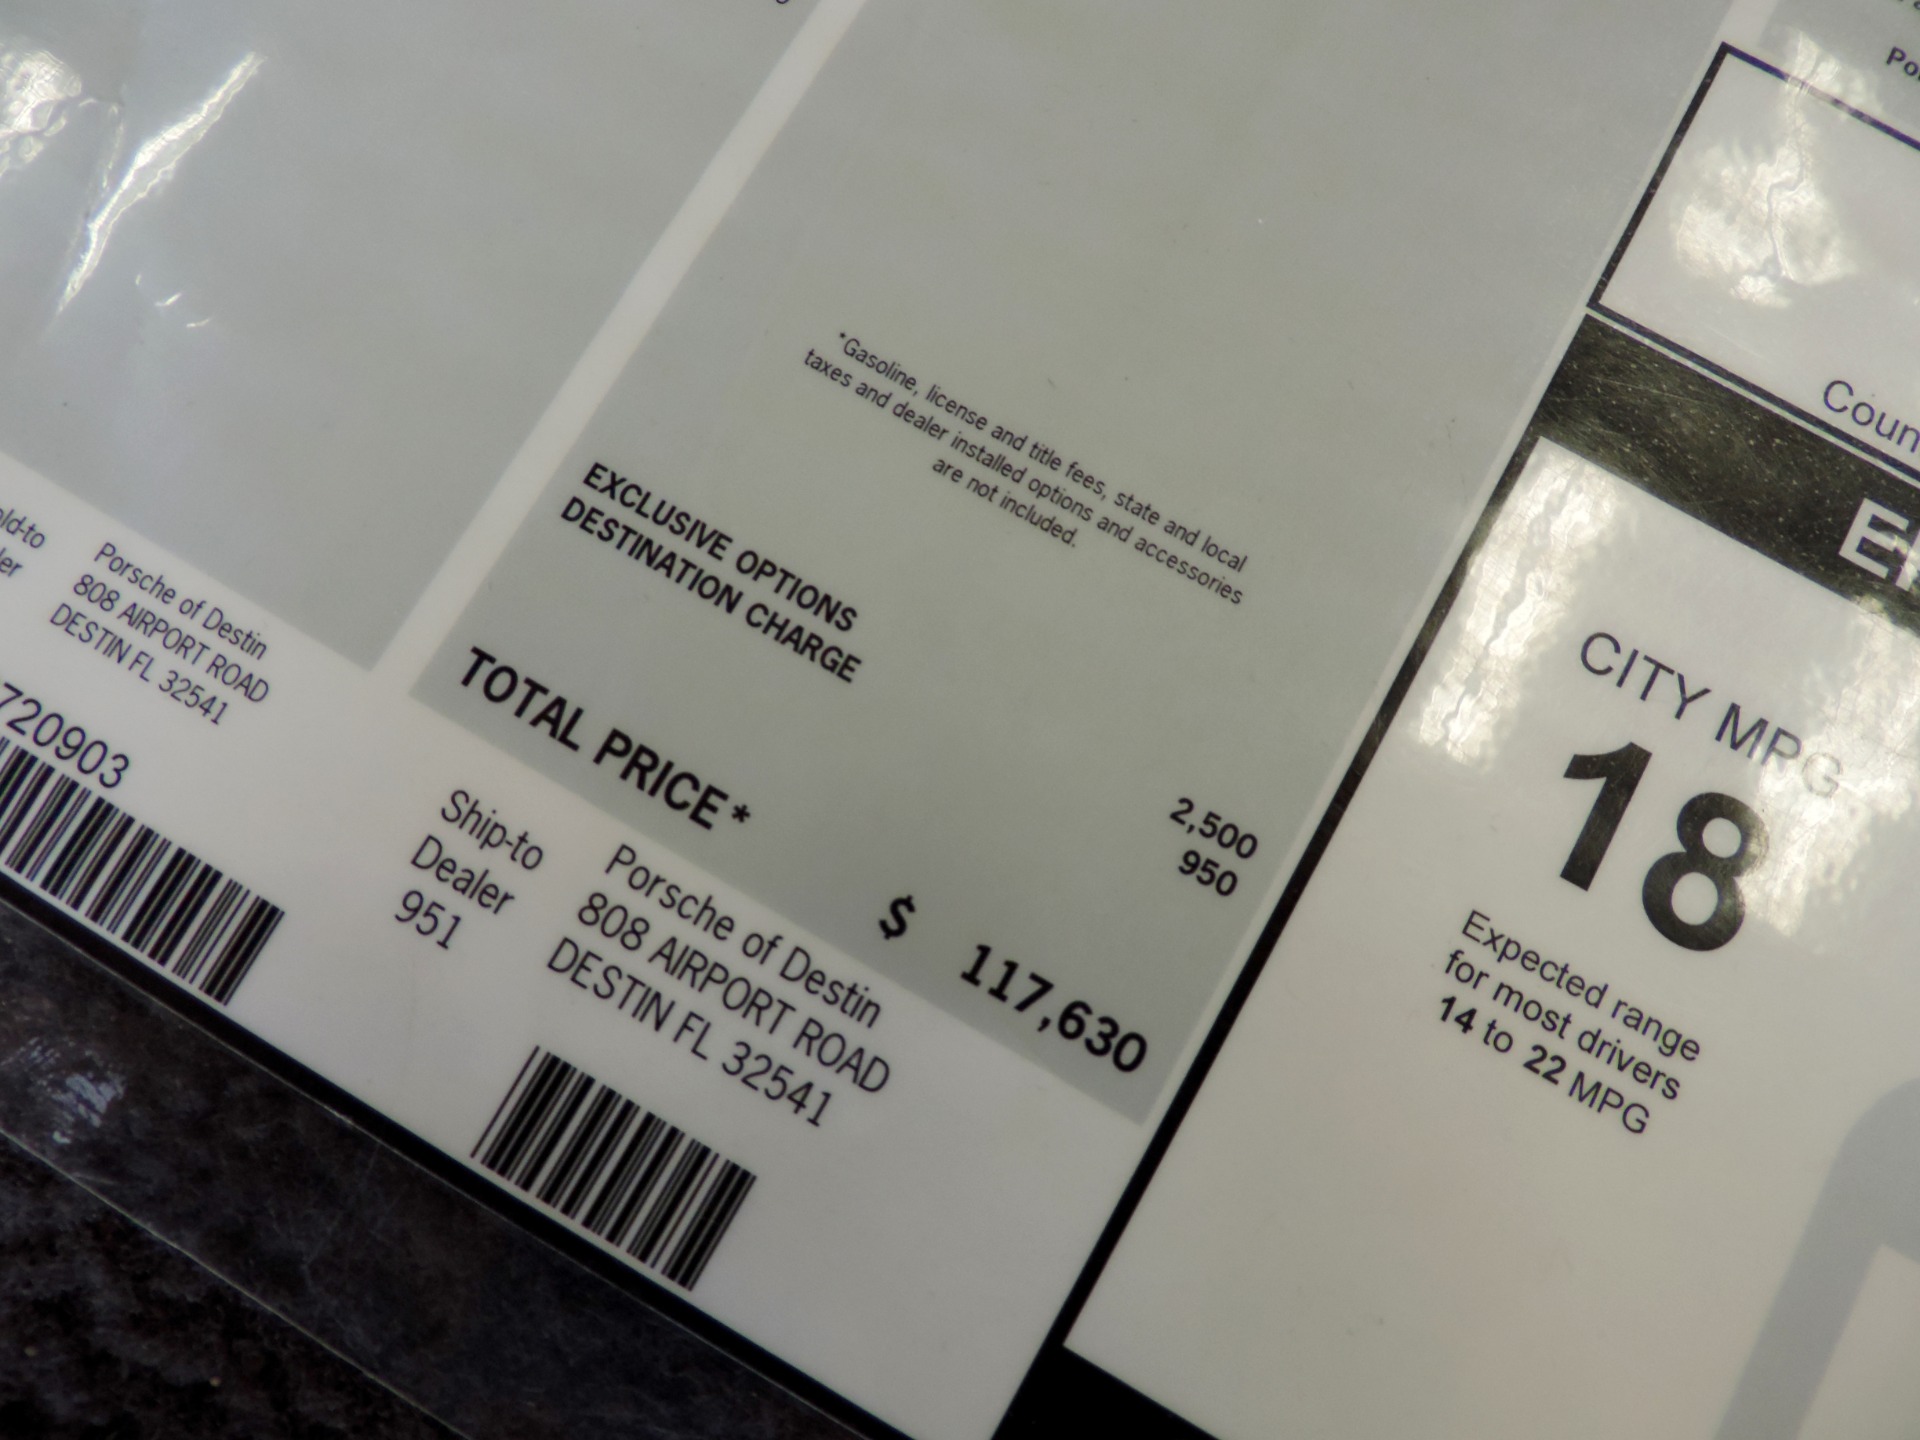 *Gasoline, license and title fees, state and local
taxes and dealer installed options and accessories
are not included.
EXCLUSIVE OPTIONS 2,500
DESTINATION CHARGE 950
TOTAL PRICE* $ 117,630
Porsche of Destin
808 AIRPORT ROAD
DESTIN FL 32541
720903
Ship-to
Dealer
951
Porsche of Destin
808 AIRPORT ROAD
DESTIN FL 32541
CITY MPG
18
Expected range
for most drivers
14 to 22 MPG